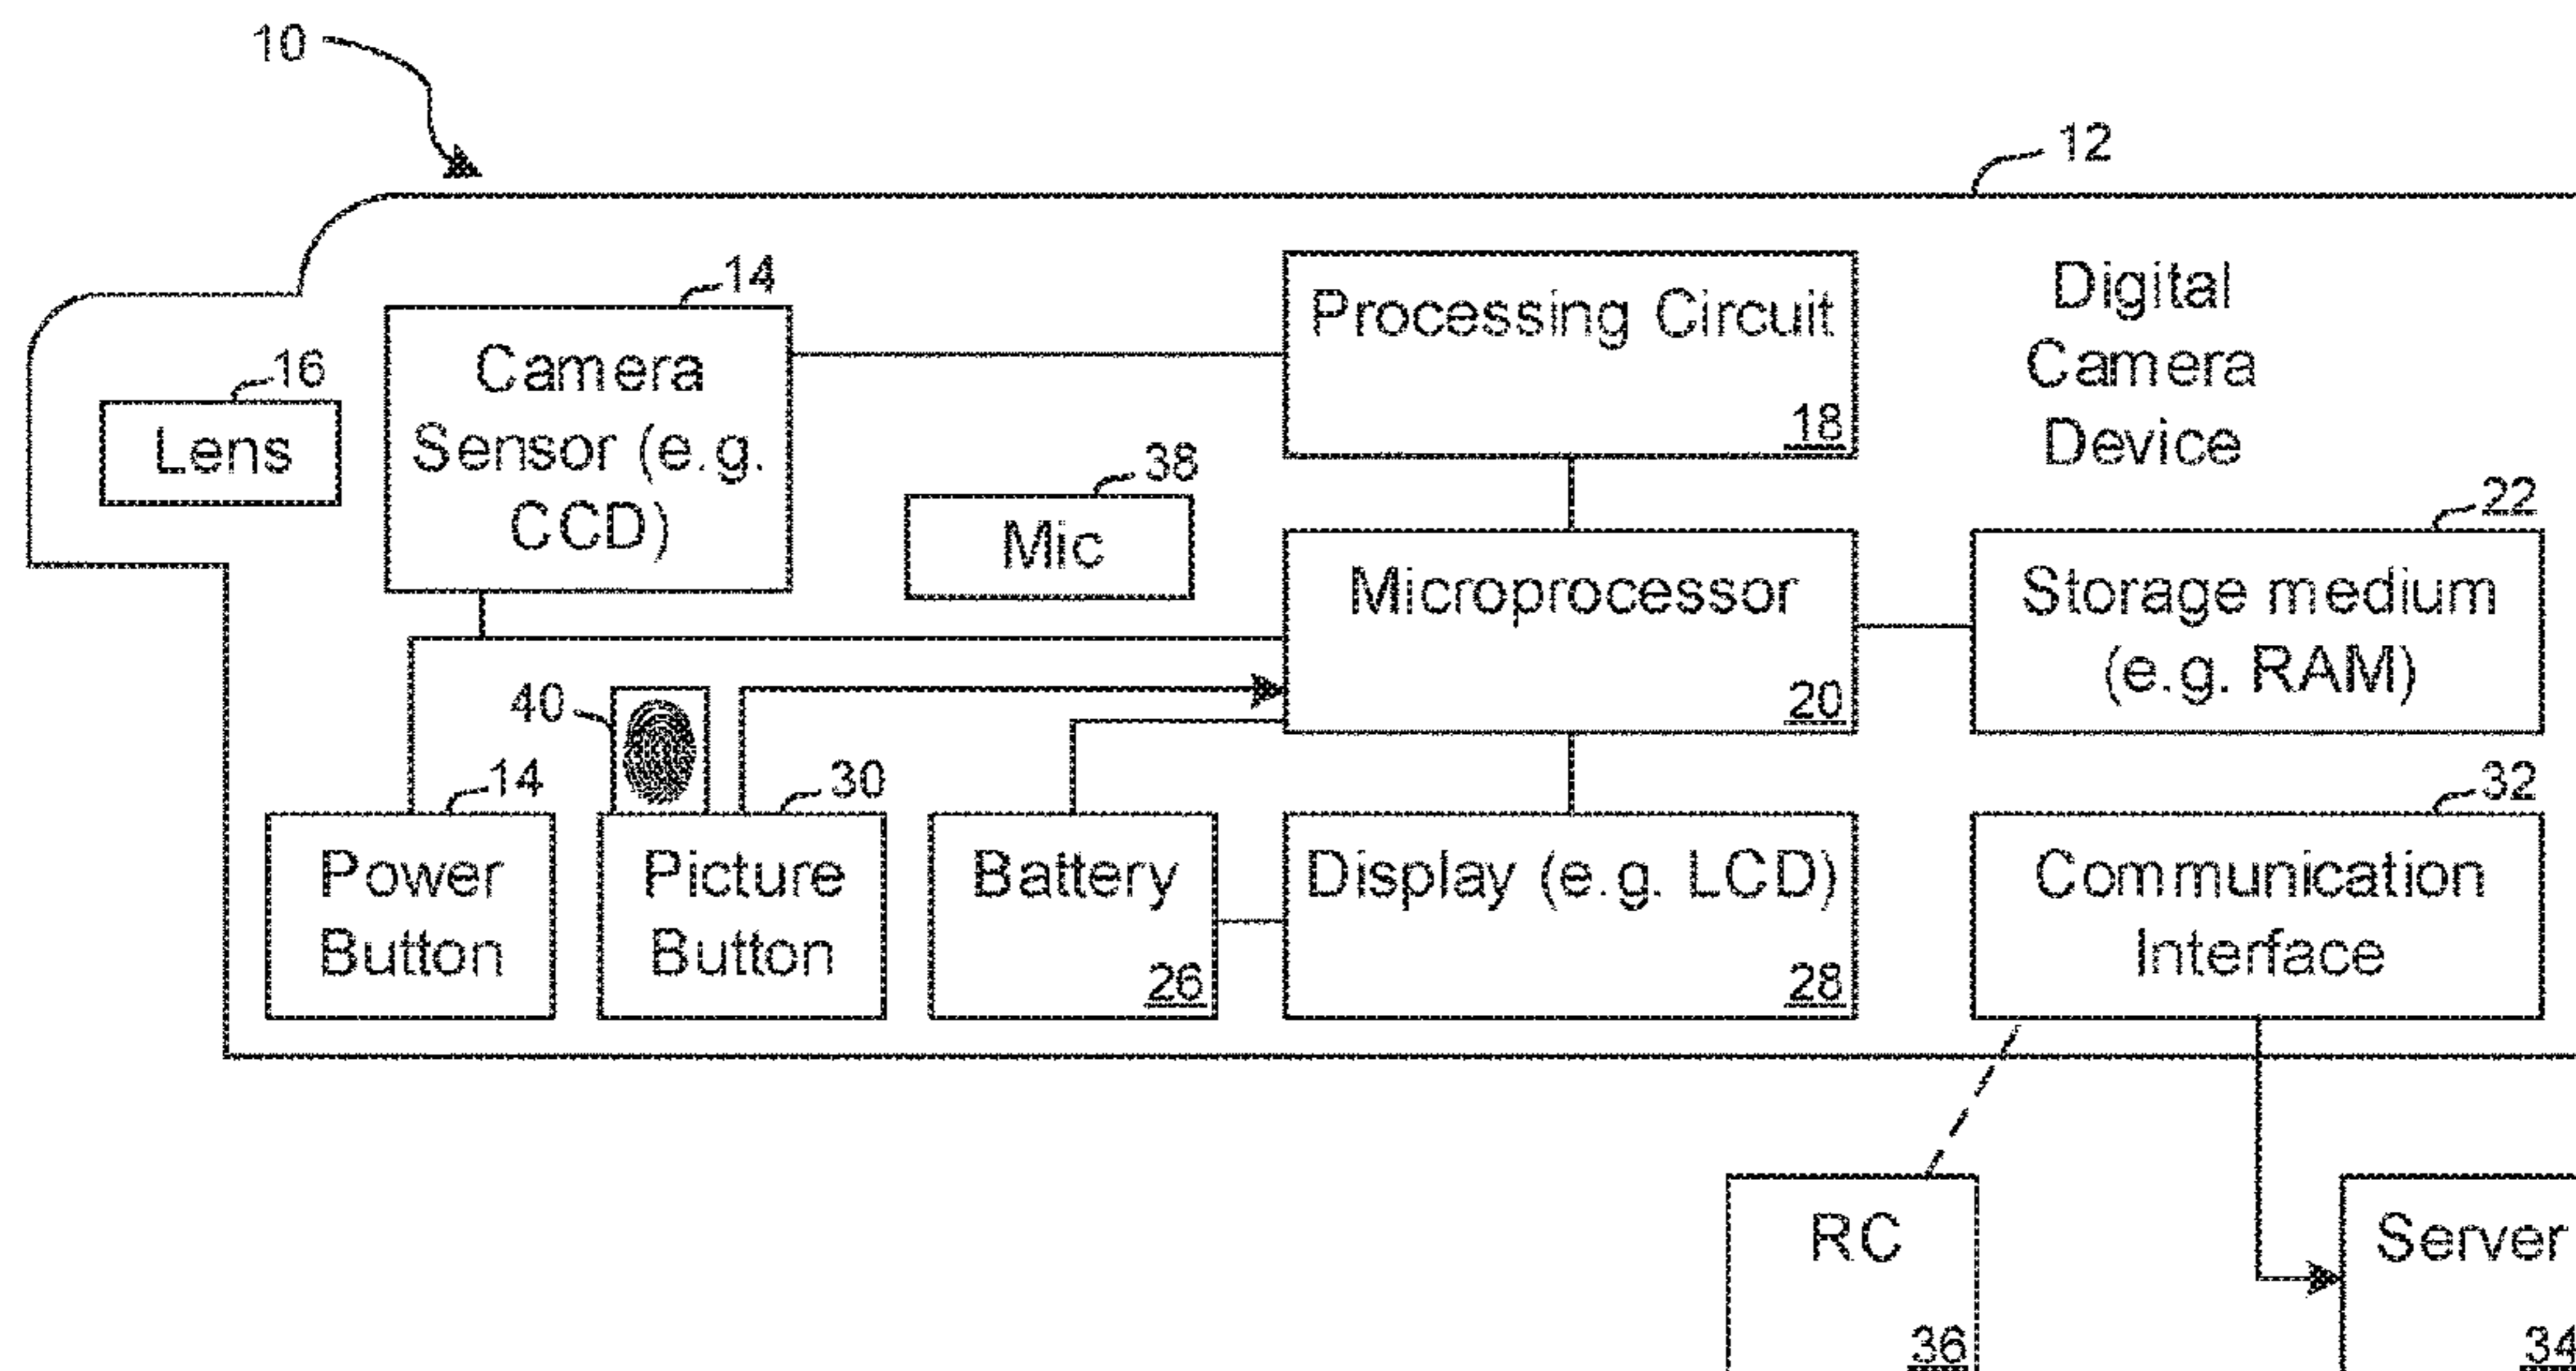 10
12
14
Camera
Sensor (e.g.
CCD)
16
Lens
38
Mic
Processing Circuit
18
Digital
Camera
Device
Microprocessor
20
22
Storage medium
(e.g. RAM)
40
14
Power
Button
30
Picture
Button
Battery
26
Display (e.g. LCD)
28
32
Communication
Interface
RC
36
Server
34